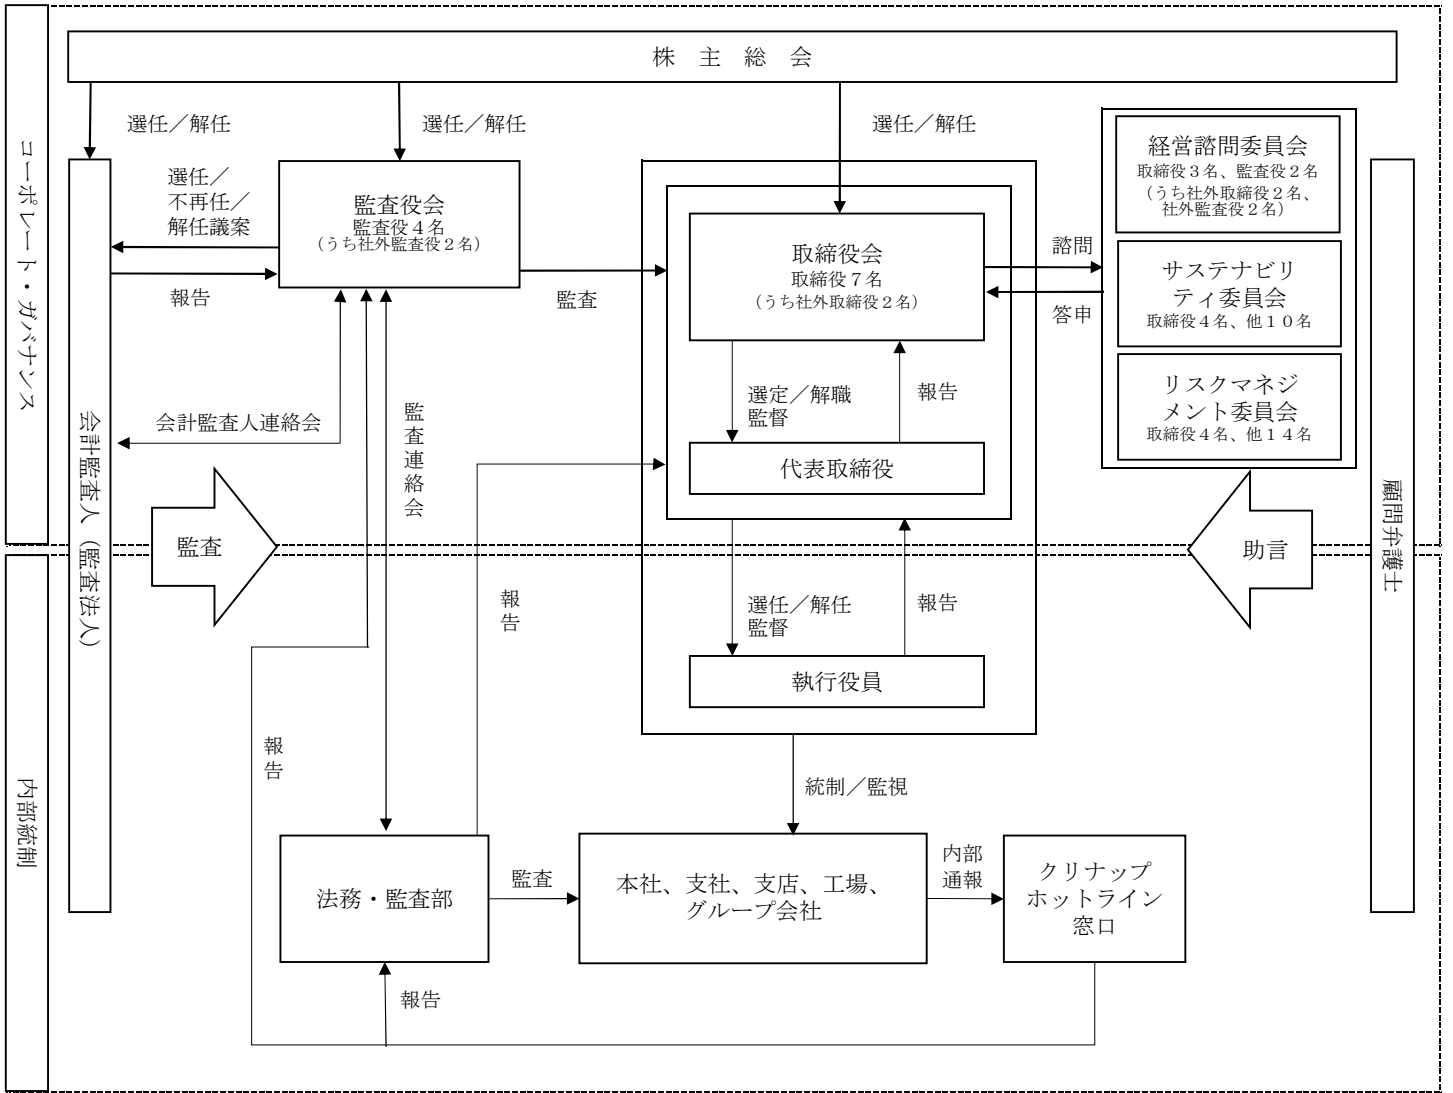 株 主 総 会
コーポレート・ガバナンス
選任／解任
選任／解任
選任／解任
選任／
不再任／
解任議案
報告
監査役会
監査役４名
（うち社外監査役２名）
監査
取締役会
取締役７名
（うち社外取締役２名）
諮問
答申
経営諮問委員会
取締役３名、監査役２名
（うち社外取締役２名、
社外監査役２名）
サステナビリ
ティ委員会
取締役４名、他１０名
リスクマネジ
メント委員会
取締役４名、他１４名
会計監査人連絡会
監査連絡会
選定／解職
監督
報告
代表取締役
会計監査人（監査法人）
顧問弁護士
監査
助言
報告
選任／解任
監督
報告
執行役員
内部統制
報告
統制／監視
法務・監査部
監査
本社、支社、支店、工場、
グループ会社
内部
通報
クリナップ
ホットライン
窓口
報告